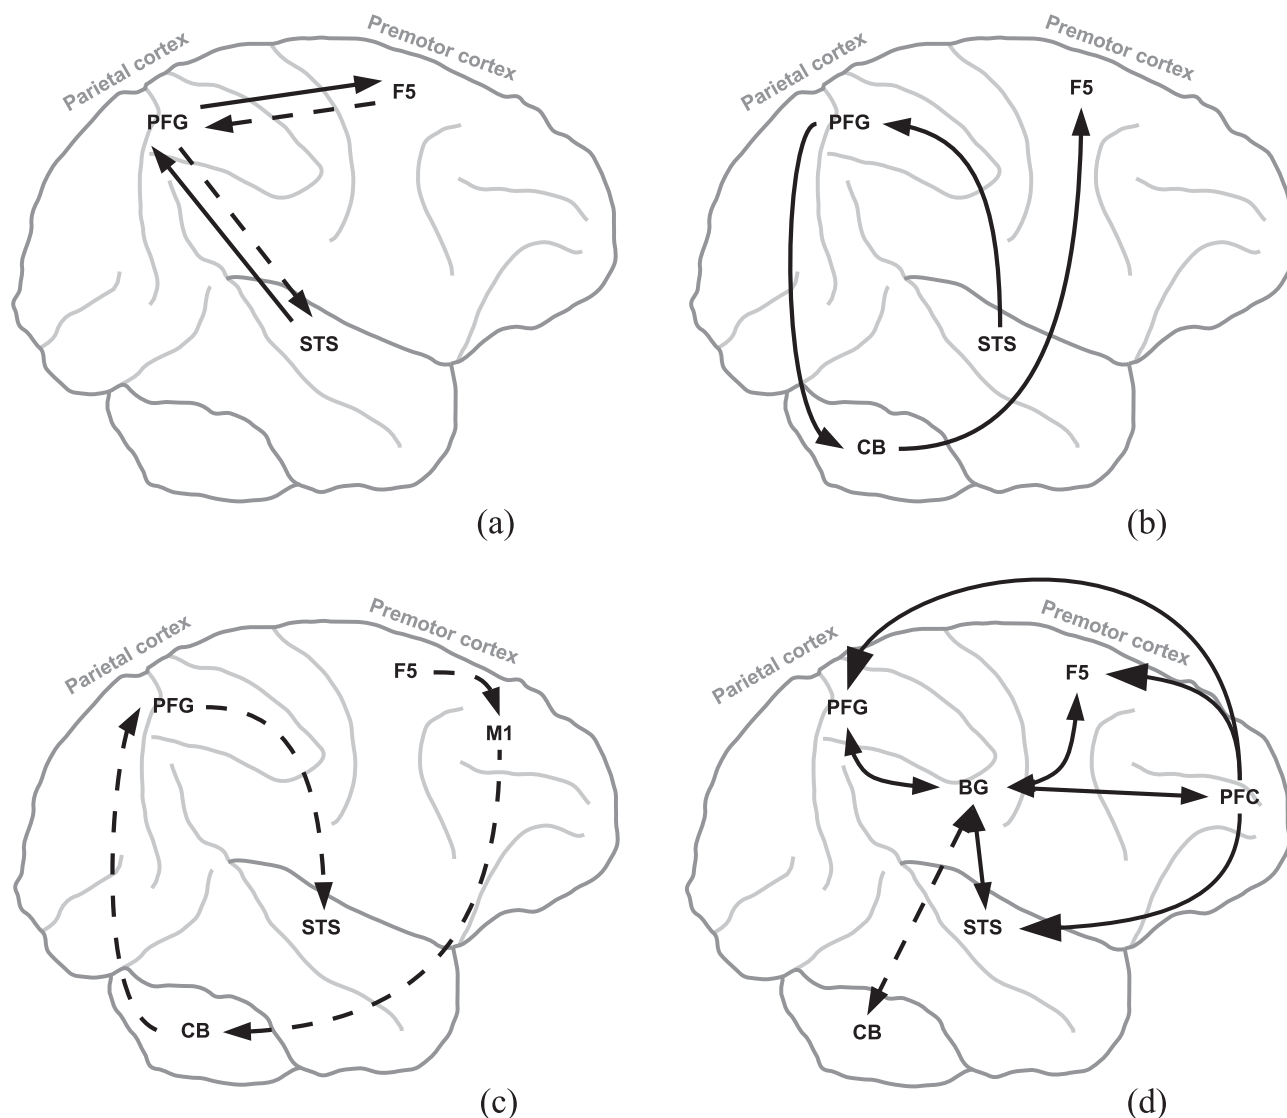 Parietal cortex
Premotor cortex
F5
PFG
STS
(a)
Parietal cortex
Premotor cortex
F5
PFG
STS
CB
(b)
Parietal cortex
Premotor cortex
F5
PFG
M1
STS
CB
(c)
Parietal cortex
Premotor cortex
F5
PFG
BG
PFC
STS
CB
(d)